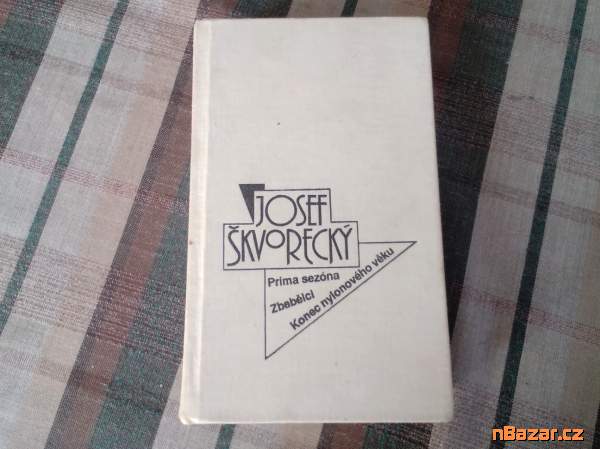 JOSEF
ŠKVORECKÝ
Prima sezóna
Zbabělci
Konec nylonového věku
nBazar.cz